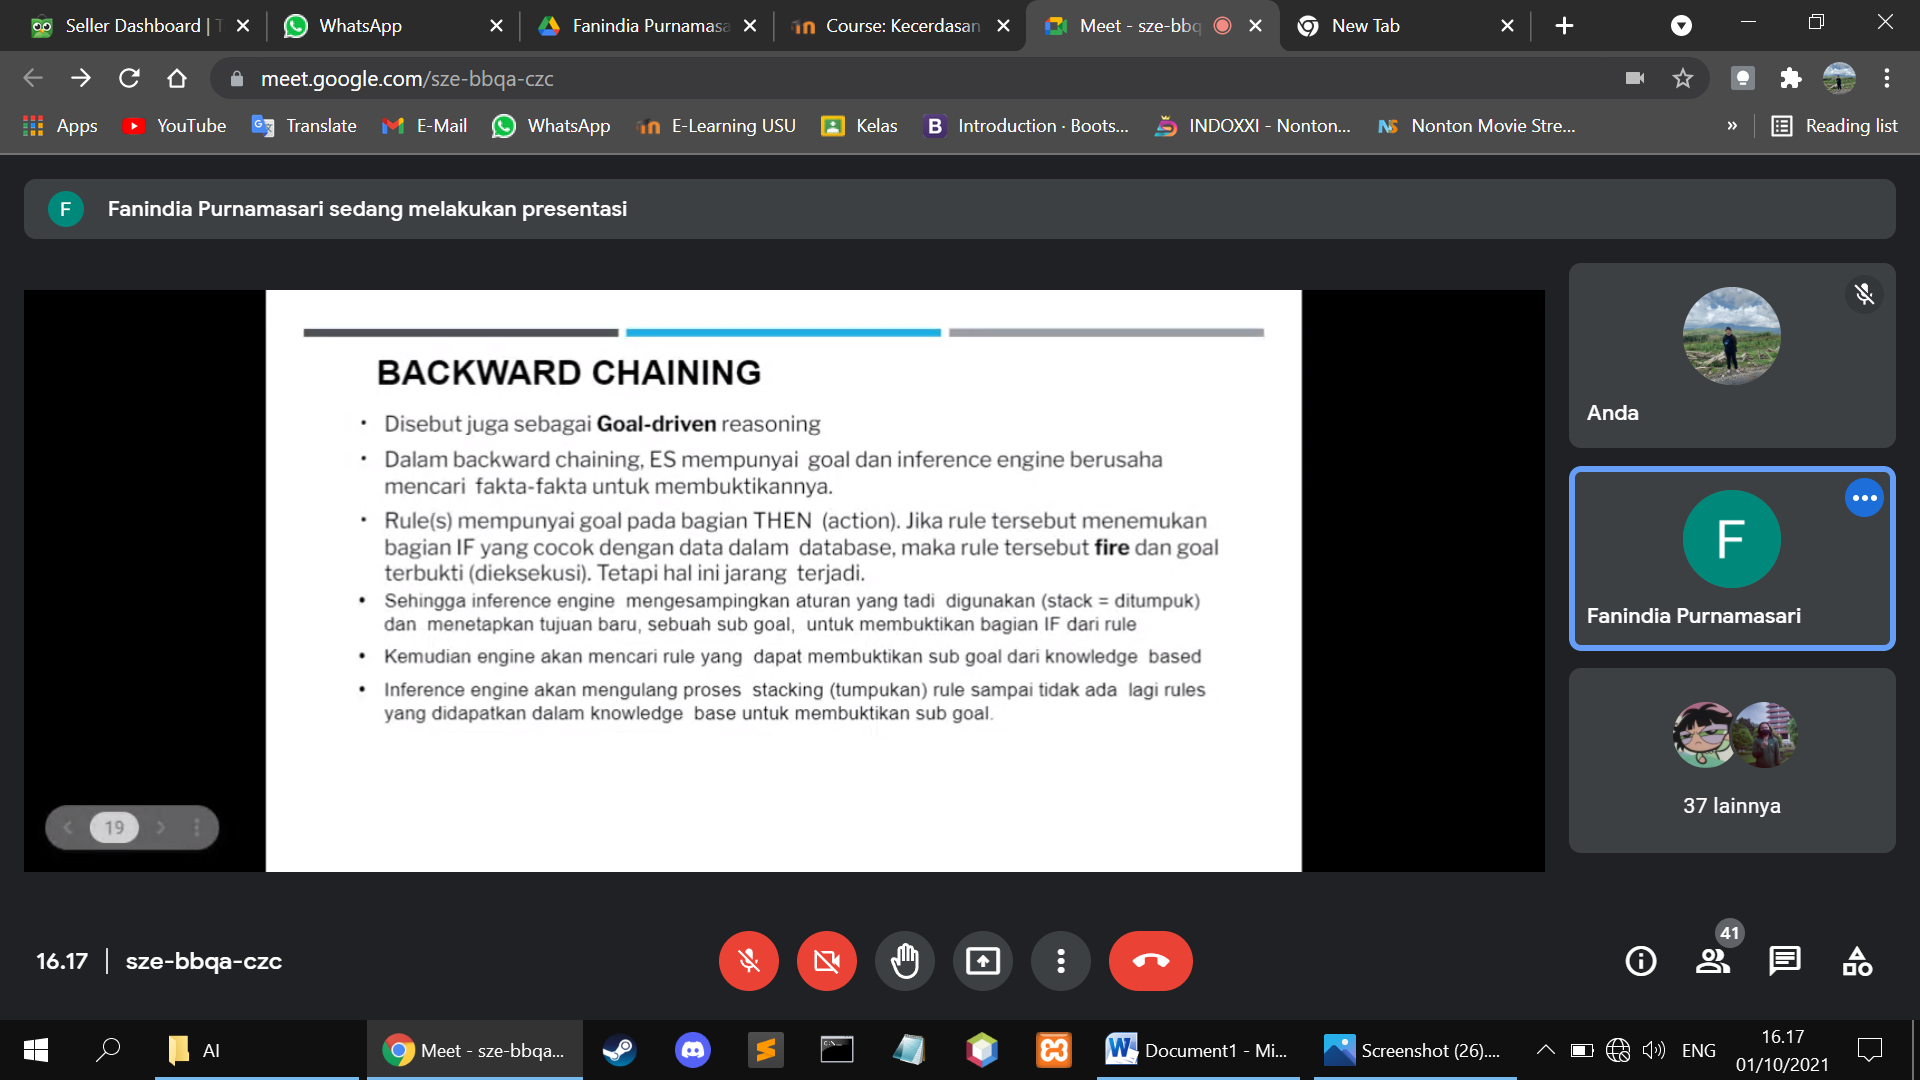 Seller Dashboard | T
WhatsApp
Fanindia Purnamasa
Course: Kecerdasan
Meet - sze-bbq
New Tab
meet.google.com/sze-bbqa-czc
Apps
YouTube
Translate
E-Mail
WhatsApp
E-Learning USU
Kelas
B
Introduction · Boots...
INDOXXI - Nonton...
NS
Nonton Movie Stre...
»
Reading list
F
Fanindia Purnamasari sedang melakukan presentasi
BACKWARD CHAINING
• Disebut juga sebagai Goal-driven reasoning
• Dalam backward chaining, ES mempunyai goal dan inference engine berusaha
mencari fakta-fakta untuk membuktikannya.
• Rule(s) mempunyai goal pada bagian THEN (action). Jika rule tersebut menemukan
bagian IF yang cocok dengan data dalam database, maka rule tersebut fire dan goal
terbukti (dieksekusi). Tetapi hal ini jarang terjadi.
• Sehingga inference engine mengesampingkan aturan yang tadi digunakan (stack = ditumpuk)
dan menetapkan tujuan baru, sebuah sub goal, untuk membuktikan bagian IF dari rule
• Kemudian engine akan mencari rule yang dapat membuktikan sub goal dari knowledge based
• Inference engine akan mengulang proses stacking (tumpukan) rule sampai tidak ada lagi rules
yang didapatkan dalam knowledge base untuk membuktikan sub goal.
19
Anda
F
Fanindia Purnamasari
37 lainnya
16.17 | sze-bbqa-czc
41
AI
Meet - sze-bbqa...
Document1 - Mi...
Screenshot (26)....
ENG
16.17
01/10/2021